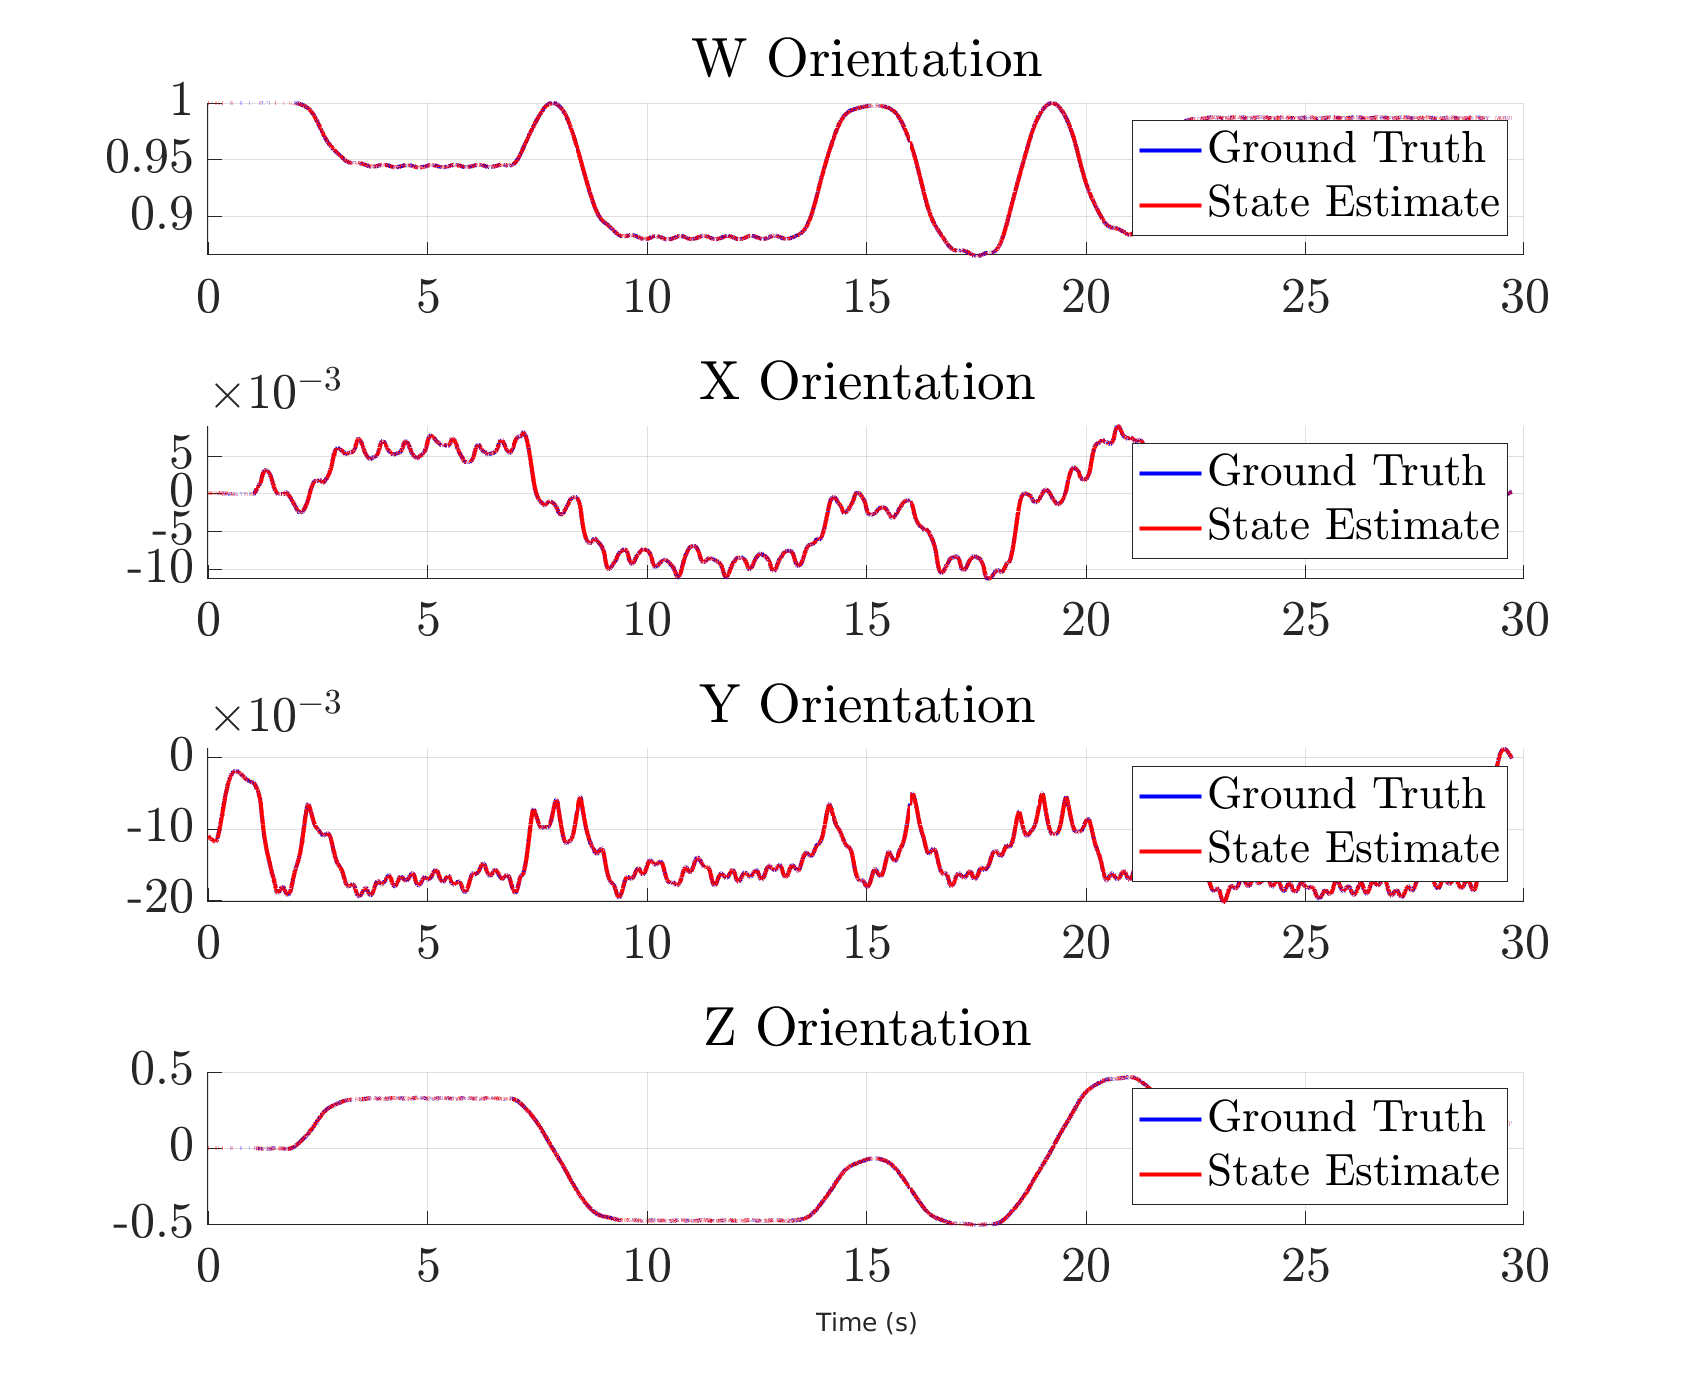 W Orientation
1
0.95
0.9
Ground Truth
State Estimate
0 5 10 15 20 25 30
X Orientation
×10⁻³
5
0
-5
-10
Ground Truth
State Estimate
0 5 10 15 20 25 30
Y Orientation
×10⁻³
0
-10
-20
Ground Truth
State Estimate
0 5 10 15 20 25 30
Z Orientation
0.5
0
-0.5
Ground Truth
State Estimate
0 5 10 15 20 25 30
Time (s)